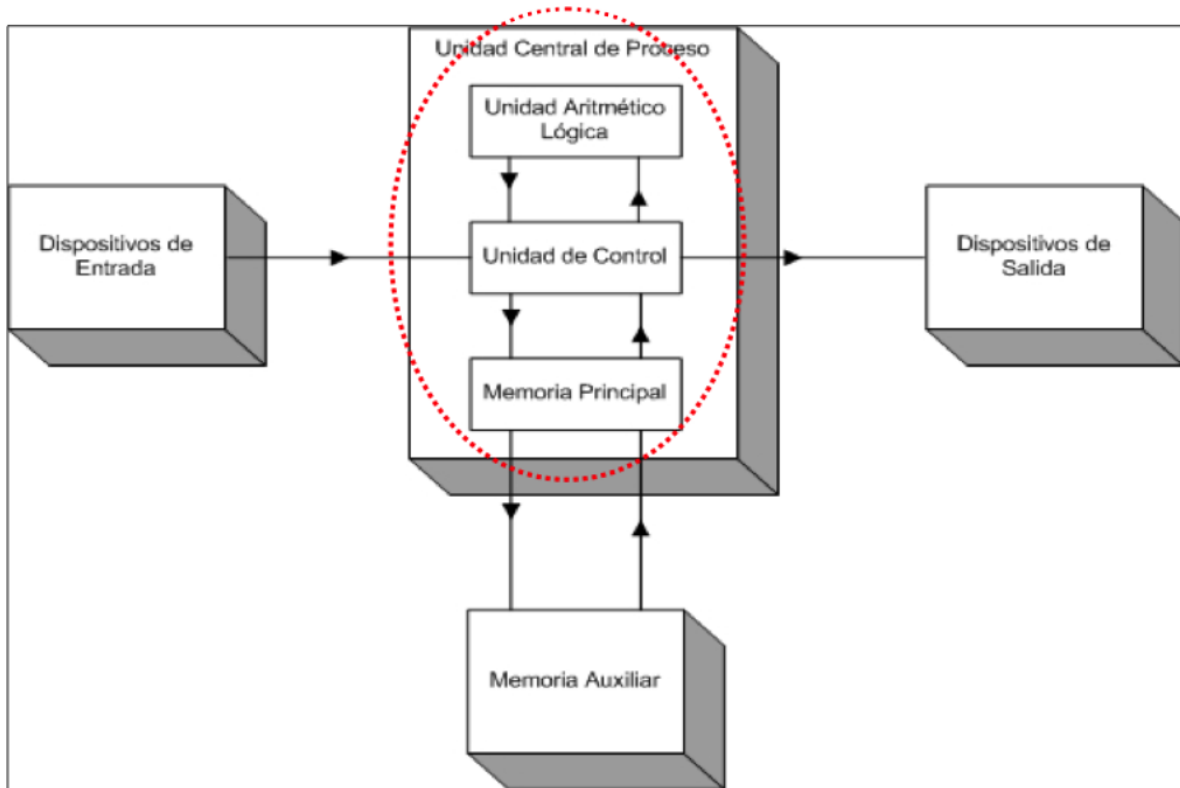 Unidad Central de Proceso
Unidad Aritmético
Lógica
Dispositivos de
Entrada
Unidad de Control
Dispositivos de
Salida
Memoria Principal
Memoria Auxiliar